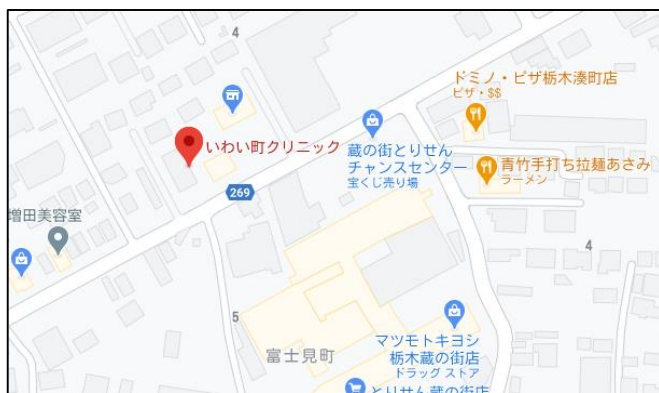 4
ドミノ・ピザ栃木湊町店
ピザ・$$
いわい町クリニック
蔵の街とりせん
チャンスセンター
宝くじ売り場
青竹手打ち拉麺あさみ
ラーメン
269
増田美容室
4
5
富士見町
マツモトキヨシ
栃木蔵の街店
ドラッグ ストア
とりせん蔵の街店